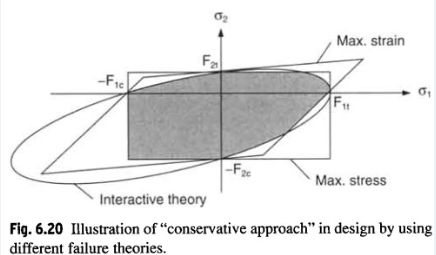 σ₂
Max. strain
F₂ₜ
−F₁c
σ₁
F₁ₜ
−F₂c
Max. stress
Interactive theory
Fig. 6.20 Illustration of “conservative approach” in design by using
different failure theories.